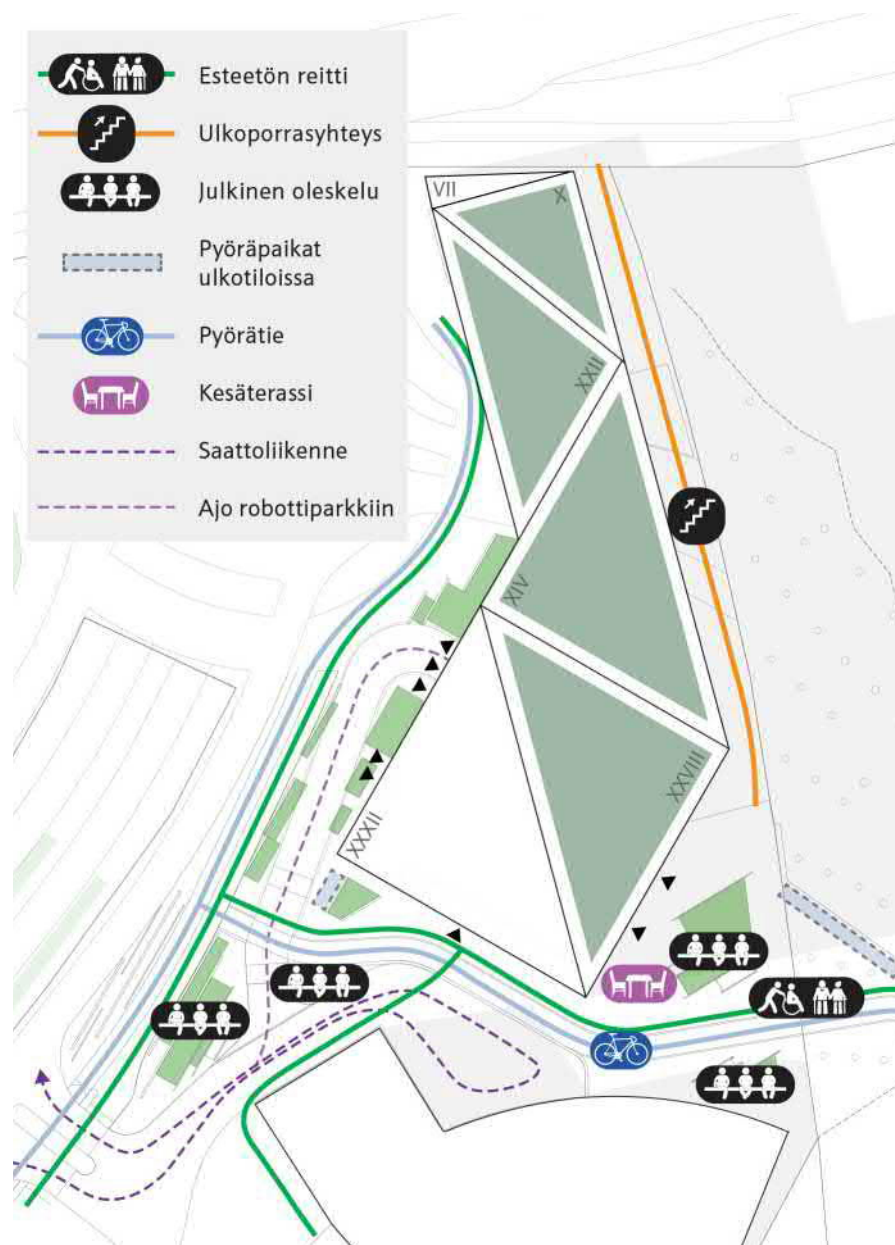 Esteetön reitti
Ulkoporrasyhteys
Julkinen oleskelu
Pyöräpaikat
ulkotiloissa
Pyörätie
Kesäterassi
Saattoliikenne
Ajo robottiparkkiin
VII
X
XXII
XIV
XXVIII
XXXII